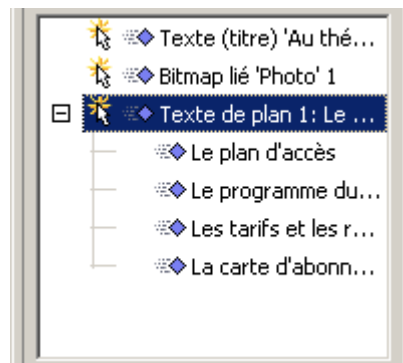 Texte (titre) 'Au thé...
Bitmap lié 'Photo' 1
Texte de plan 1: Le ...
Le plan d'accès
Le programme du...
Les tarifs et les r...
La carte d'abonn...